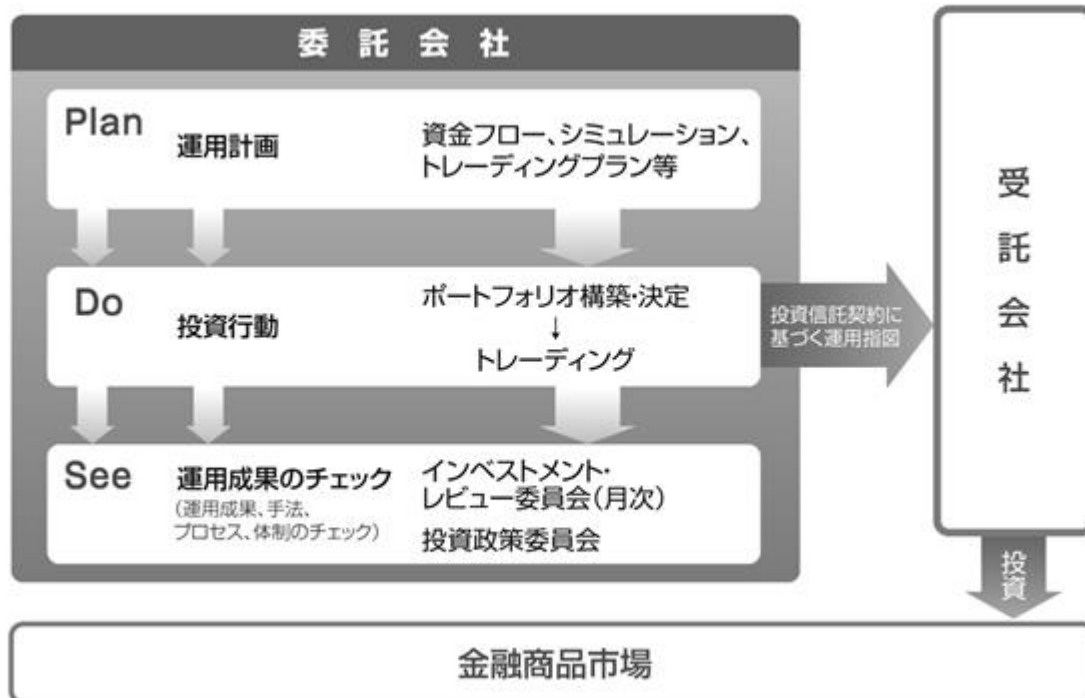 委託会社
Plan
運用計画
資金フロー、シミュレーション、
トレーディングプラン等
Do
投資行動
ポートフォリオ構築・決定
↓
トレーディング
See
運用成果のチェック
(運用成果、手法、
プロセス、体制のチェック)
インベストメント・
レビュー委員会(月次)
投資政策委員会
投資信託契約に
基づく運用指図
受託会社
投資
金融商品市場